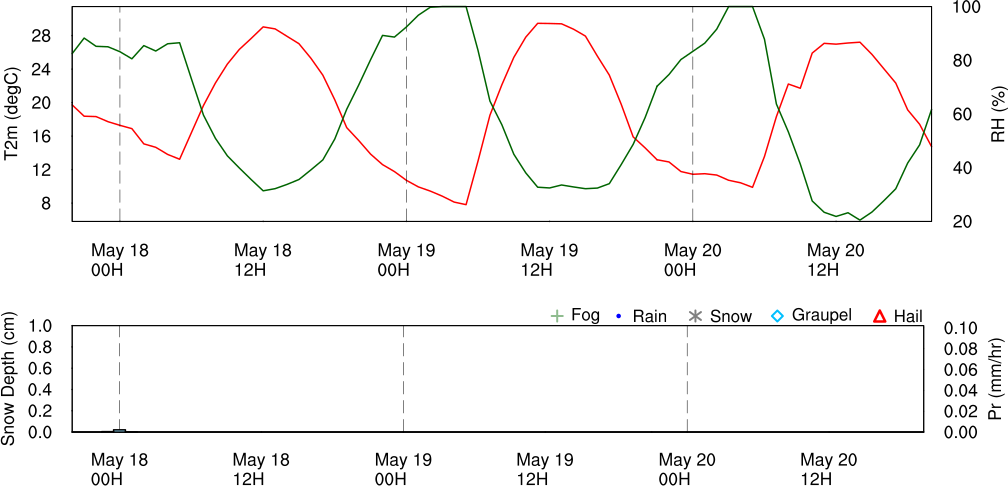 28
24
20
16
12
8
T2m (degC)
100
80
60
40
20
RH (%)
May 18 May 18 May 19 May 19 May 20 May 20
00H 12H 00H 12H 00H 12H
Fog Rain Snow Graupel Hail
1.0
0.8
0.6
0.4
0.2
0.0
Snow Depth (cm)
0.10
0.08
0.06
0.04
0.02
0.00
Pr (mm/hr)
May 18 May 18 May 19 May 19 May 20 May 20
00H 12H 00H 12H 00H 12H